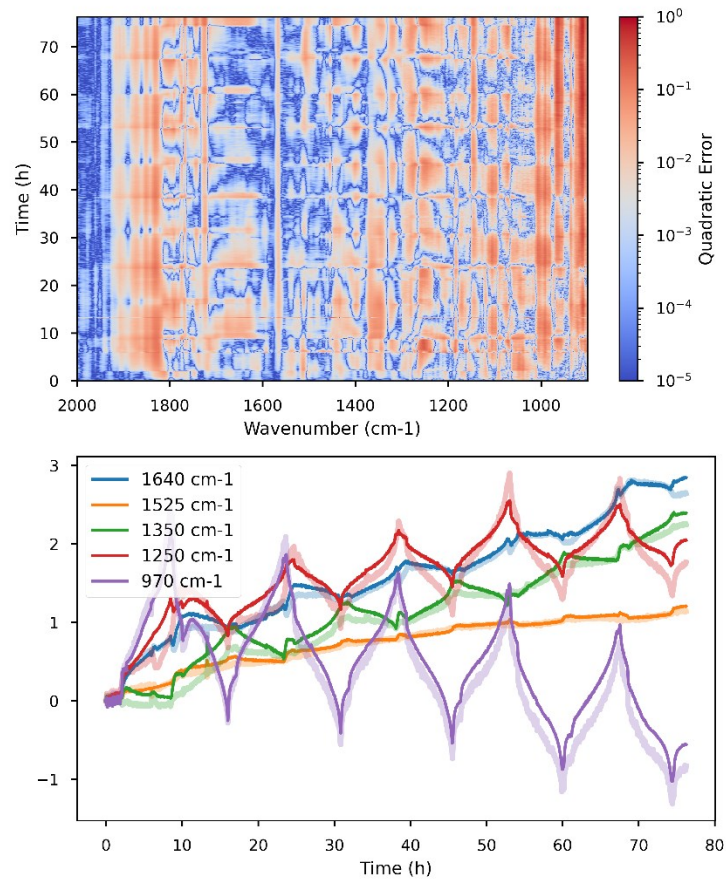 70
60
50
40
30
20
10
0
Time (h)
2000 1800 1600 1400 1200 1000
Wavenumber (cm-1)
10⁰
10⁻¹
10⁻²
10⁻³
10⁻⁴
10⁻⁵
Quadratic Error
3
2
1
0
−1
1640 cm-1
1525 cm-1
1350 cm-1
1250 cm-1
970 cm-1
0 10 20 30 40 50 60 70 80
Time (h)